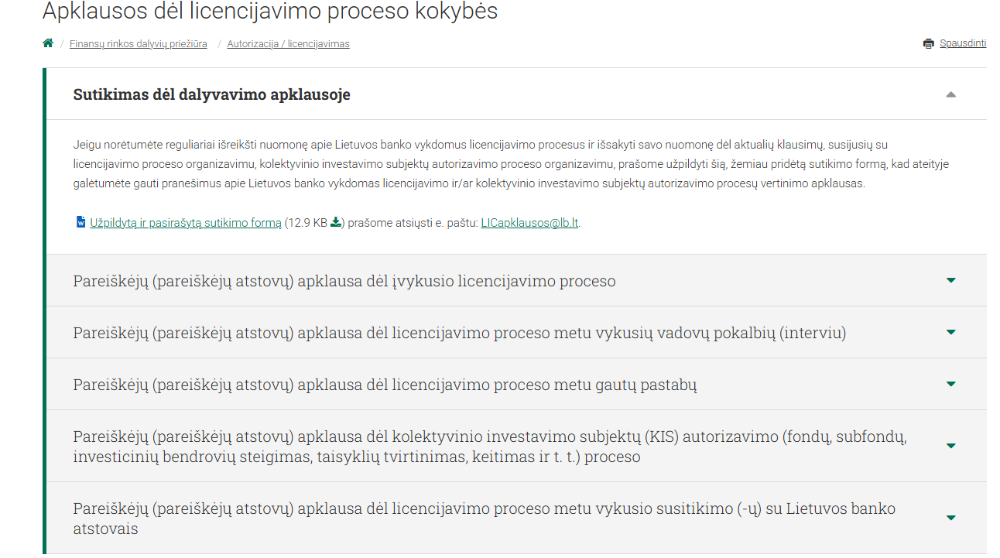 Apklausos dėl licencijavimo proceso kokybės
Finansų rinkos dalyvių priežiūra / Autorizacija / licencijavimas
Spausdinti
Sutikimas dėl dalyvavimo apklausoje
Jeigu norėtumėte reguliariai išreikšti nuomonę apie Lietuvos banko vykdomus licencijavimo procesus ir išsakyti savo nuomonę dėl aktualių klausimų, susijusių su
licencijavimo proceso organizavimu, kolektyvinio investavimo subjektų autorizavimo proceso organizavimu, prašome užpildyti šią, žemiau pridėtą sutikimo formą, kad ateityje
galėtumėte gauti pranešimus apie Lietuvos banko vykdomas licencijavimo ir/ar kolektyvinio investavimo subjektų autorizavimo procesų vertinimo apklausas.
Užpildytą ir pasirašytą sutikimo formą (12.9 KB) prašome atsiųsti e. paštu: LICapklausos@lb.lt.
Pareiškėjų (pareiškėjų atstovų) apklausa dėl įvykusio licencijavimo proceso
Pareiškėjų (pareiškėjų atstovų) apklausa dėl licencijavimo proceso metu vykusių vadovų pokalbių (interviu)
Pareiškėjų (pareiškėjų atstovų) apklausa dėl licencijavimo proceso metu gautų pastabų
Pareiškėjų (pareiškėjų atstovų) apklausa dėl kolektyvinio investavimo subjektų (KIS) autorizavimo (fondų, subfondų,
investicinių bendrovių steigimas, taisyklių tvirtinimas, keitimas ir t. t.) proceso
Pareiškėjų (pareiškėjų atstovų) apklausa dėl licencijavimo proceso metu vykusio susitikimo (-ų) su Lietuvos banko
atstovais